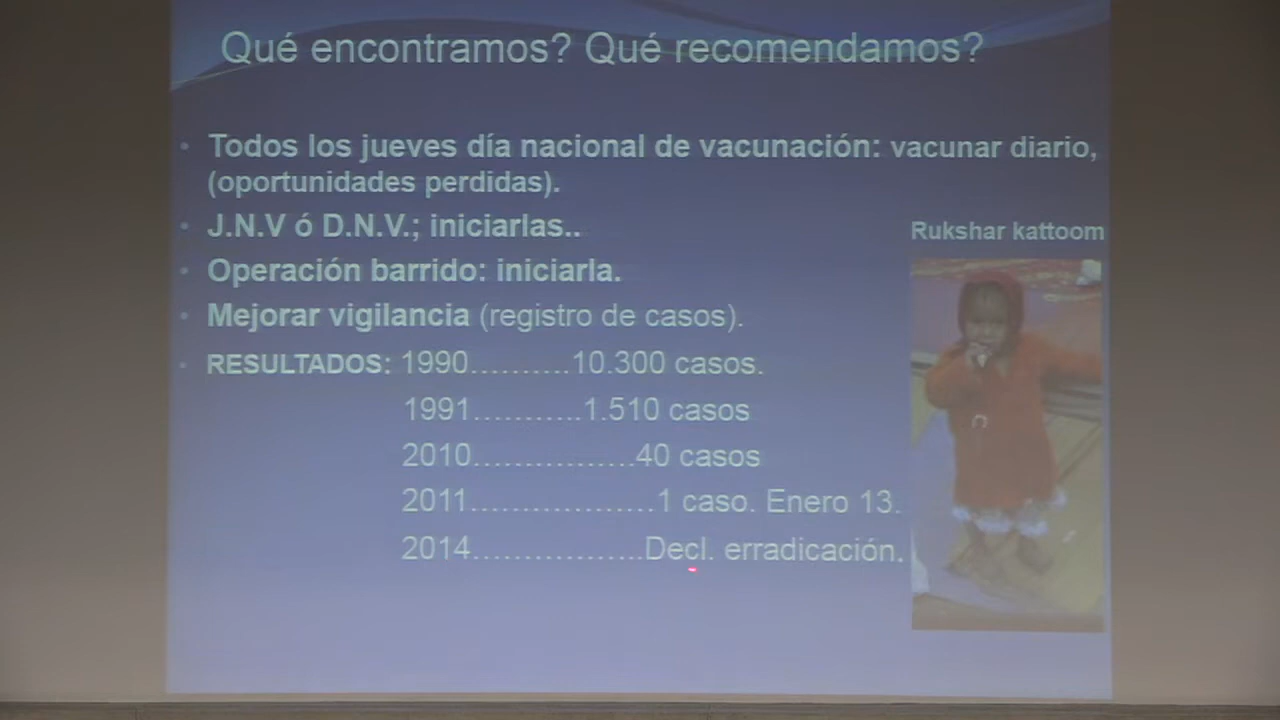 Qué encontramos? Qué recomendamos?
• Todos los jueves día nacional de vacunación: vacunar diario,
(oportunidades perdidas).
• J.N.V ó D.N.V.; iniciarlas..
Rukshar kattoom
• Operación barrido: iniciarla.
• Mejorar vigilancia (registro de casos).
• RESULTADOS: 1990..........10.300 casos.
1991...........1.510 casos
2010................40 casos
2011..................1 caso. Enero 13.
2014.................Decl. erradicación.